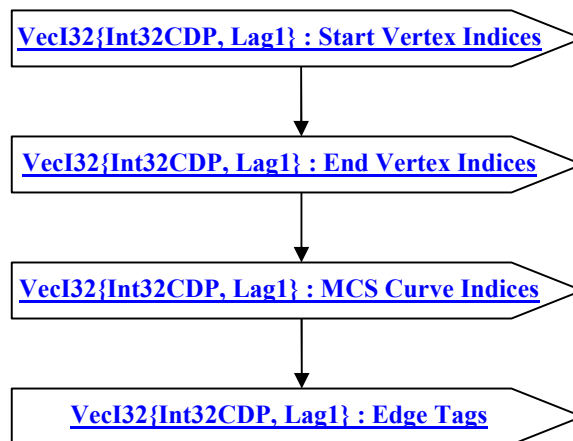 VecI32{Int32CDP, Lag1} : Start Vertex Indices
VecI32{Int32CDP, Lag1} : End Vertex Indices
VecI32{Int32CDP, Lag1} : MCS Curve Indices
VecI32{Int32CDP, Lag1} : Edge Tags